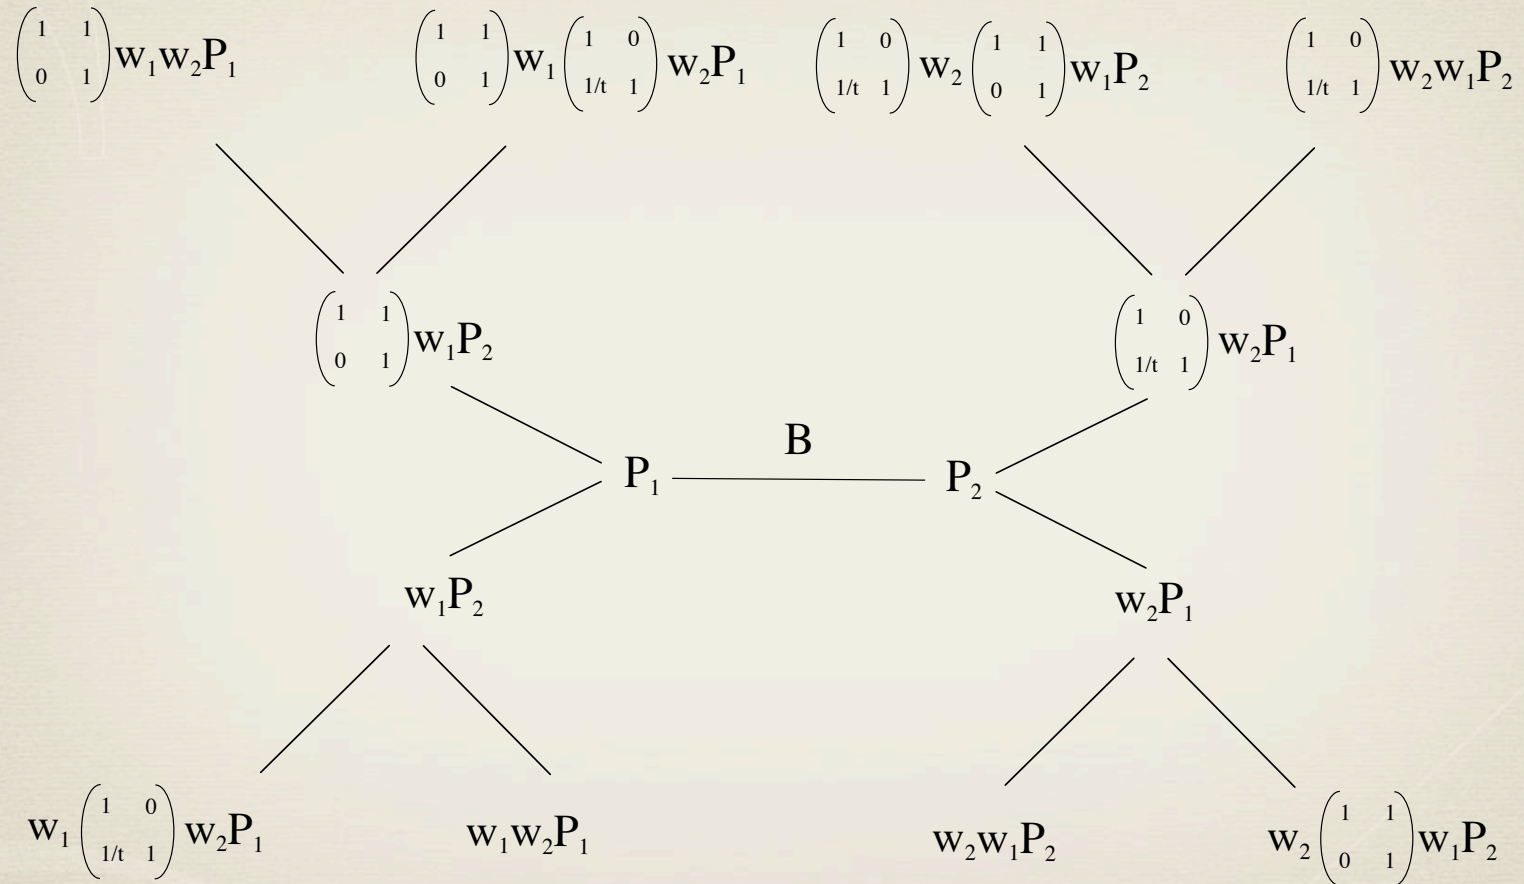 (1 1 / 0 1) w₁w₂P₁
(1 1 / 0 1) w₁ (1 0 / 1/t 1) w₂P₁
(1 0 / 1/t 1) w₂ (1 1 / 0 1) w₁P₂
(1 0 / 1/t 1) w₂w₁P₂
(1 1 / 0 1) w₁P₂
(1 0 / 1/t 1) w₂P₁
B
P₁
P₂
w₁P₂
w₂P₁
w₁ (1 0 / 1/t 1) w₂P₁
w₁w₂P₁
w₂w₁P₂
w₂ (1 1 / 0 1) w₁P₂